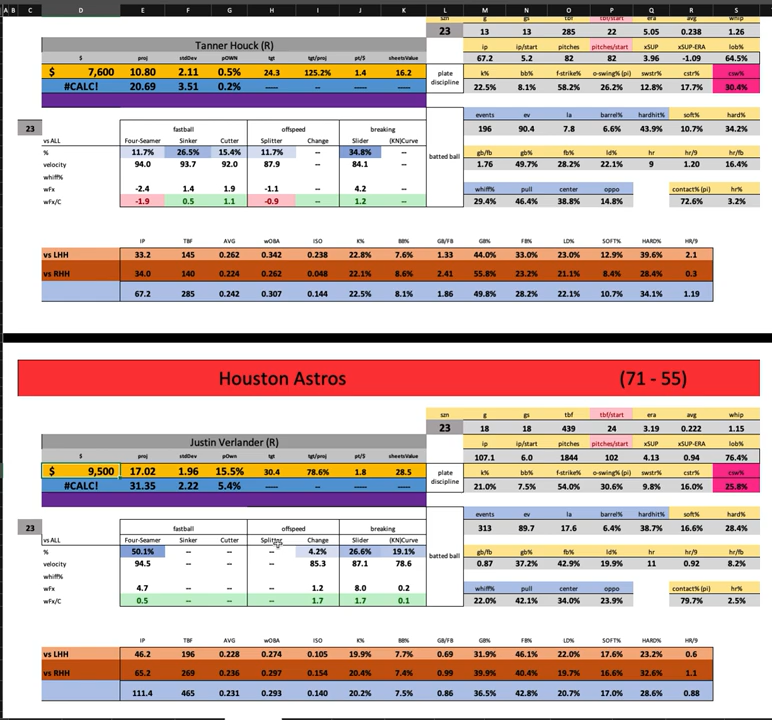 A B C D E F G H I J K L M N O P Q R S
szn g gs tbf tbf/start era avg whip
23 13 13 285 22 5.05 0.238 1.26
Tanner Houck (R) ip ip/start pitches pitches/start xSUP xSUP-ERA lob%
$ proj stdDev pOWN tgt tgt/proj pt/$ sheetsValue 67.2 5.2 82 82 3.96 -1.09 64.5%
$ 7,600 10.80 2.11 0.5% 24.3 125.2% 1.4 16.2 plate discipline k% bb% f-strike% o-swing% (pi) swstr% cstr% csw%
#CALC! 20.69 3.51 0.2% ---- -- ---- ---- 22.5% 8.1% 58.2% 26.2% 12.8% 17.7% 30.4%
events ev la barrel% hardhit% soft% hard%
23 fastball offspeed breaking 196 90.4 7.8 6.6% 43.9% 10.7% 34.2%
vs ALL Four-Seamer Sinker Cutter Splitter Change Slider (KN)Curve batted ball
% 11.7% 26.5% 15.4% 11.7% -- 34.8% -- gb/fb gb% fb% ld% hr hr/9 hr/fb
velocity 94.0 93.7 92.0 87.9 -- 84.1 -- 1.76 49.7% 28.2% 22.1% 9 1.20 16.4%
whiff%
wFx -2.4 1.4 1.9 -1.1 -- 4.2 -- whiff% pull center oppo contact% (pi) hr%
wFx/C -1.9 0.5 1.1 -0.9 -- 1.2 -- 29.4% 46.4% 38.8% 14.8% 72.6% 3.2%
IP TBF AVG wOBA ISO K% BB% GB/FB GB% FB% LD% SOFT% HARD% HR/9
vs LHH 33.2 145 0.262 0.342 0.238 22.8% 7.6% 1.33 44.0% 33.0% 23.0% 12.9% 39.6% 2.1
vs RHH 34.0 140 0.224 0.262 0.048 22.1% 8.6% 2.41 55.8% 23.2% 21.1% 8.4% 28.4% 0.3
67.2 285 0.242 0.307 0.144 22.5% 8.1% 1.86 49.8% 28.2% 22.1% 10.7% 34.1% 1.19
Houston Astros (71 - 55)
szn g gs tbf tbf/start era avg whip
23 18 18 439 24 3.19 0.222 1.15
Justin Verlander (R) ip ip/start pitches pitches/start xSUP xSUP-ERA lob%
$ proj stdDev pOwn tgt tgt/proj pt/$ sheetsValue 107.1 6.0 1844 102 4.13 0.94 76.4%
$ 9,500 17.02 1.96 15.5% 30.4 78.6% 1.8 28.5 plate discipline k% bb% f-strike% o-swing% (pi) swstr% cstr% csw%
#CALC! 31.35 2.22 5.4% ---- -- ---- ---- 21.0% 7.5% 54.0% 30.6% 9.8% 16.0% 25.8%
events ev la barrel% hardhit% soft% hard%
23 fastball offspeed breaking 313 89.7 17.6 6.4% 38.7% 16.6% 28.4%
vs ALL Four-Seamer Sinker Cutter Splitter Change Slider (KN)Curve batted ball
% 50.1% -- -- -- 4.2% 26.6% 19.1% gb/fb gb% fb% ld% hr hr/9 hr/fb
velocity 94.5 -- -- -- 85.3 87.1 78.6 0.87 37.2% 42.9% 19.9% 11 0.92 8.2%
whiff%
wFx 4.7 -- -- -- 1.2 8.0 0.2 whiff% pull center oppo contact% (pi) hr%
wFx/C 0.5 -- -- -- 1.7 1.7 0.1 22.0% 42.1% 34.0% 23.9% 79.7% 2.5%
IP TBF AVG wOBA ISO K% BB% GB/FB GB% FB% LD% SOFT% HARD% HR/9
vs LHH 46.2 196 0.228 0.274 0.105 19.9% 7.7% 0.69 31.9% 46.1% 22.0% 17.6% 23.2% 0.6
vs RHH 65.2 269 0.236 0.297 0.154 20.4% 7.4% 0.99 39.9% 40.4% 19.7% 16.6% 32.6% 1.1
111.4 465 0.231 0.293 0.140 20.2% 7.5% 0.86 36.5% 42.8% 20.7% 17.0% 28.6% 0.88